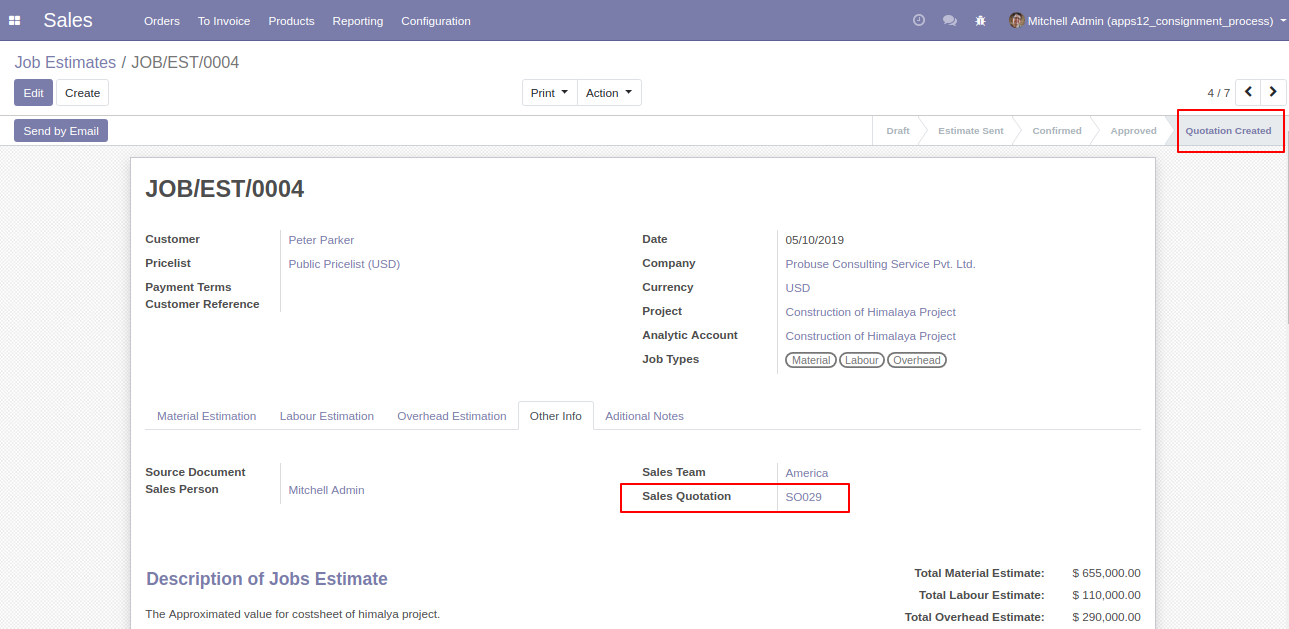 Sales Orders To Invoice Products Reporting Configuration Mitchell Admin (apps12_consignment_process)
Job Estimates / JOB/EST/0004
Edit Create Print Action 4 / 7
Send by Email Draft Estimate Sent Confirmed Approved Quotation Created
JOB/EST/0004
Customer Peter Parker
Pricelist Public Pricelist (USD)
Payment Terms
Customer Reference
Date 05/10/2019
Company Probuse Consulting Service Pvt. Ltd.
Currency USD
Project Construction of Himalaya Project
Analytic Account Construction of Himalaya Project
Job Types Material Labour Overhead
Material Estimation Labour Estimation Overhead Estimation Other Info Aditional Notes
Source Document
Sales Person Mitchell Admin
Sales Team America
Sales Quotation SO029
Description of Jobs Estimate
The Approximated value for costsheet of himalya project.
Total Material Estimate: $ 655,000.00
Total Labour Estimate: $ 110,000.00
Total Overhead Estimate: $ 290,000.00